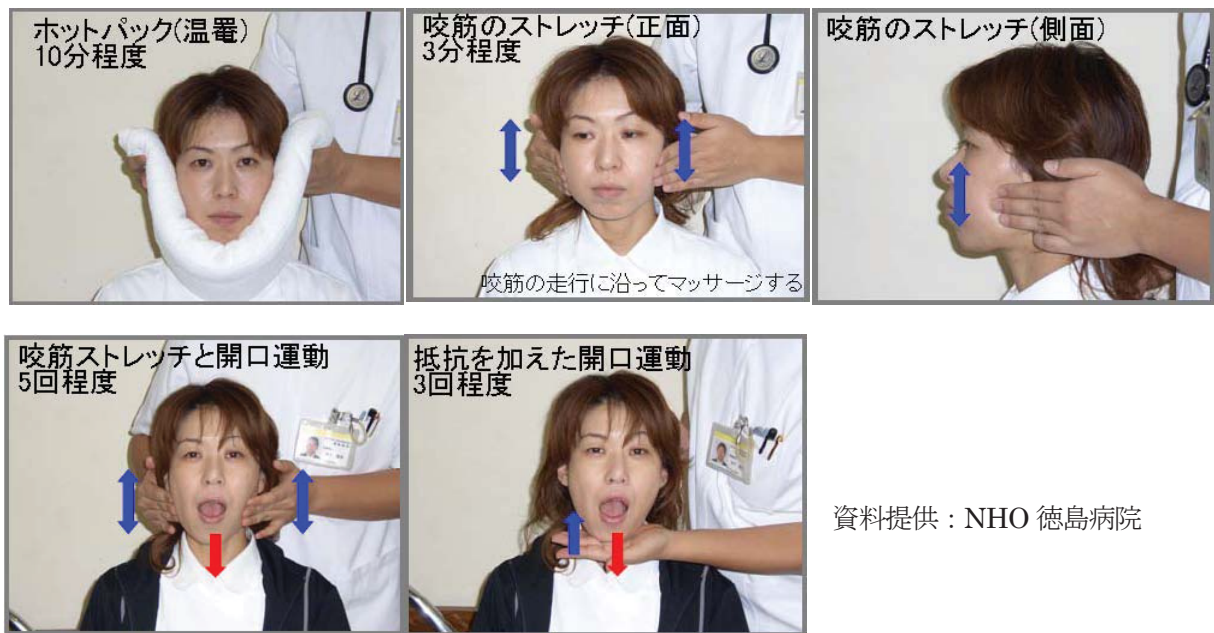 ホットパック(温罨)
10分程度
咬筋のストレッチ(正面)
3分程度
咬筋の走行に沿ってマッサージする
咬筋のストレッチ(側面)
咬筋ストレッチと開口運動
5回程度
抵抗を加えた開口運動
3回程度
資料提供：NHO 徳島病院